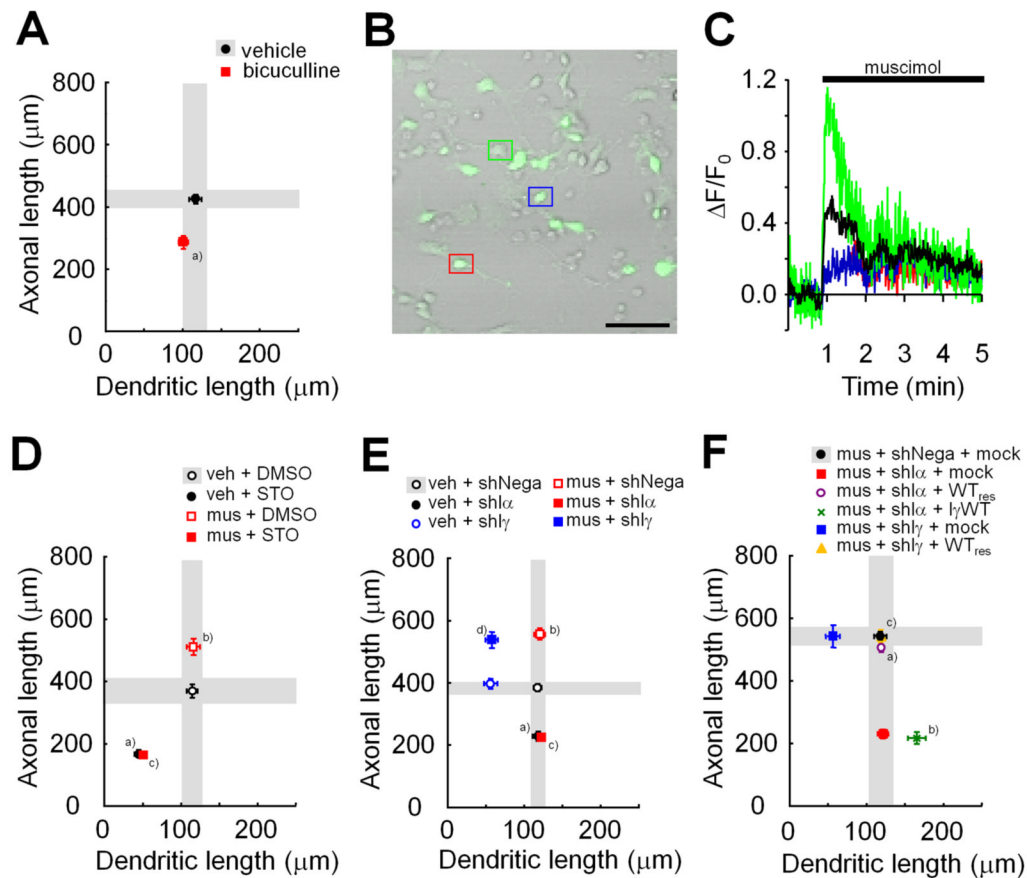 A
vehicle
bicuculline
800
600
400
200
0
a)
0 100 200
Axonal length (μm)
Dendritic length (μm)
B
C
muscimol
1.2
0.8
0.4
0.0
ΔF/F0
1 2 3 4 5
Time (min)
D
veh + DMSO
veh + STO
mus + DMSO
mus + STO
800
600
400
200
0
b)
a)
c)
0 100 200
Axonal length (μm)
Dendritic length (μm)
E
veh + shNega
veh + shIα
veh + shIγ
mus + shNega
mus + shIα
mus + shIγ
800
600
400
200
0
d)
b)
a)
c)
0 100 200
Axonal length (μm)
Dendritic length (μm)
F
mus + shNega + mock
mus + shIα + mock
mus + shIα + WTres
mus + shIα + IγWT
mus + shIγ + mock
mus + shIγ + WTres
800
600
400
200
0
c)
a)
b)
0 100 200
Axonal length (μm)
Dendritic length (μm)